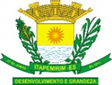 ITAPEMIRIM - ES
DESENVOLVIMENTO E GRANDEZA